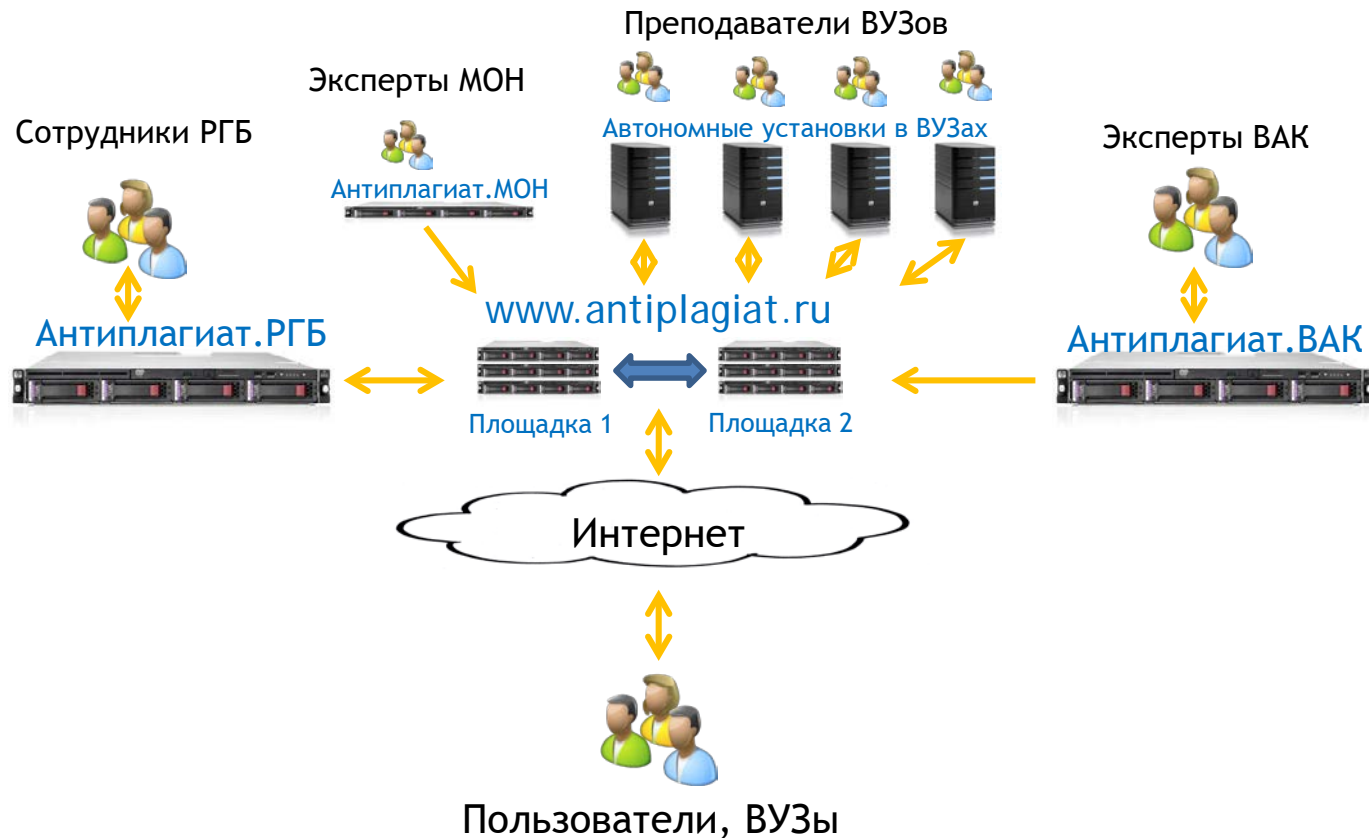 Преподаватели ВУЗов
Эксперты МОН
Сотрудники РГБ
Автономные установки в ВУЗах
Эксперты ВАК
Антиплагиат.МОН
www.antiplagiat.ru
Антиплагиат.РГБ
Антиплагиат.ВАК
Площадка 1
Площадка 2
Интернет
Пользователи, ВУЗы